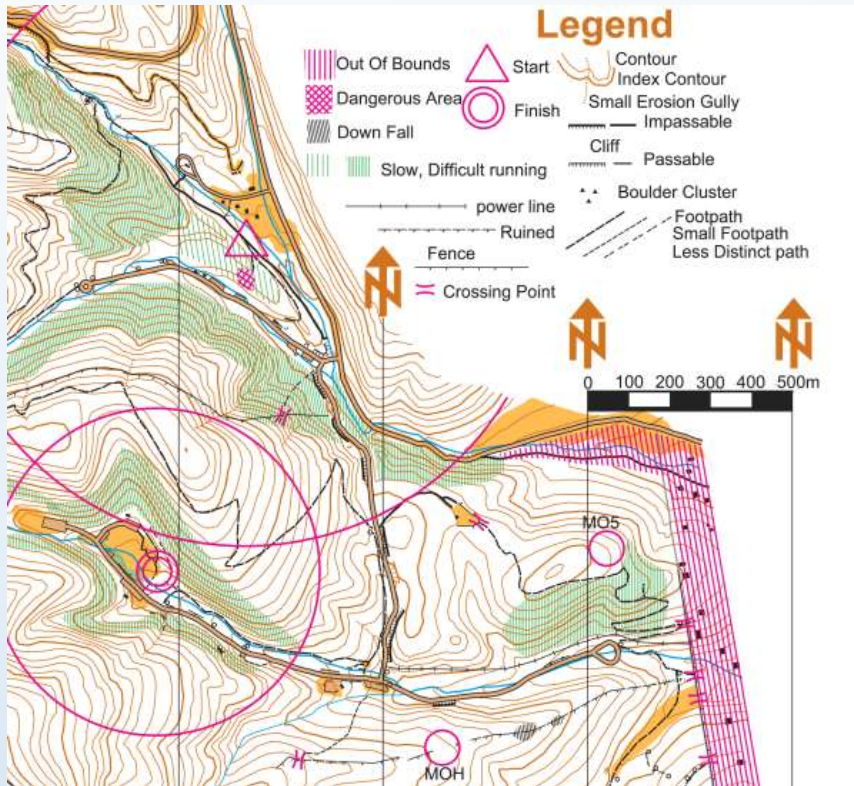 Legend
Out Of Bounds
Start
Contour
Index Contour
Dangerous Area
Finish
Small Erosion Gully
Impassable
Down Fall
Cliff
Passable
Slow, Difficult running
Boulder Cluster
power line
Footpath
Ruined
Small Footpath
Less Distinct path
Fence
Crossing Point
N
N
N
0 100 200 300 400 500m
MO5
MOH